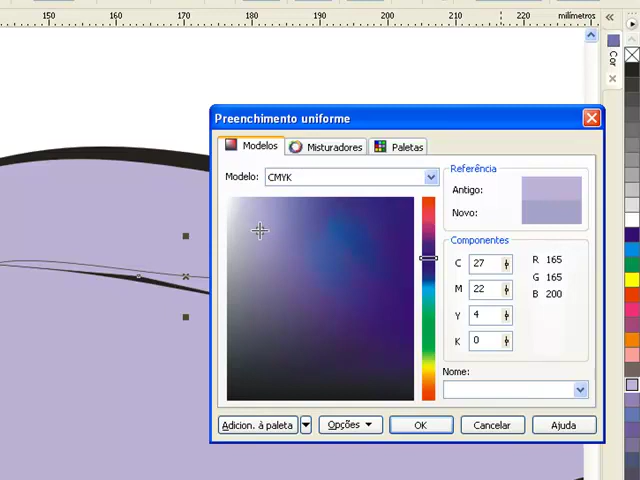 150 160 170 180 190 200 210 220 milímetros
Cor
Preenchimento uniforme
Modelos Misturadores Paletas
Modelo: CMYK
Referência
Antigo:
Novo:
Componentes
C 27 R 165
M 22 G 165
Y 4 B 200
K 0
Nome:
Adicion. à paleta Opções OK Cancelar Ajuda